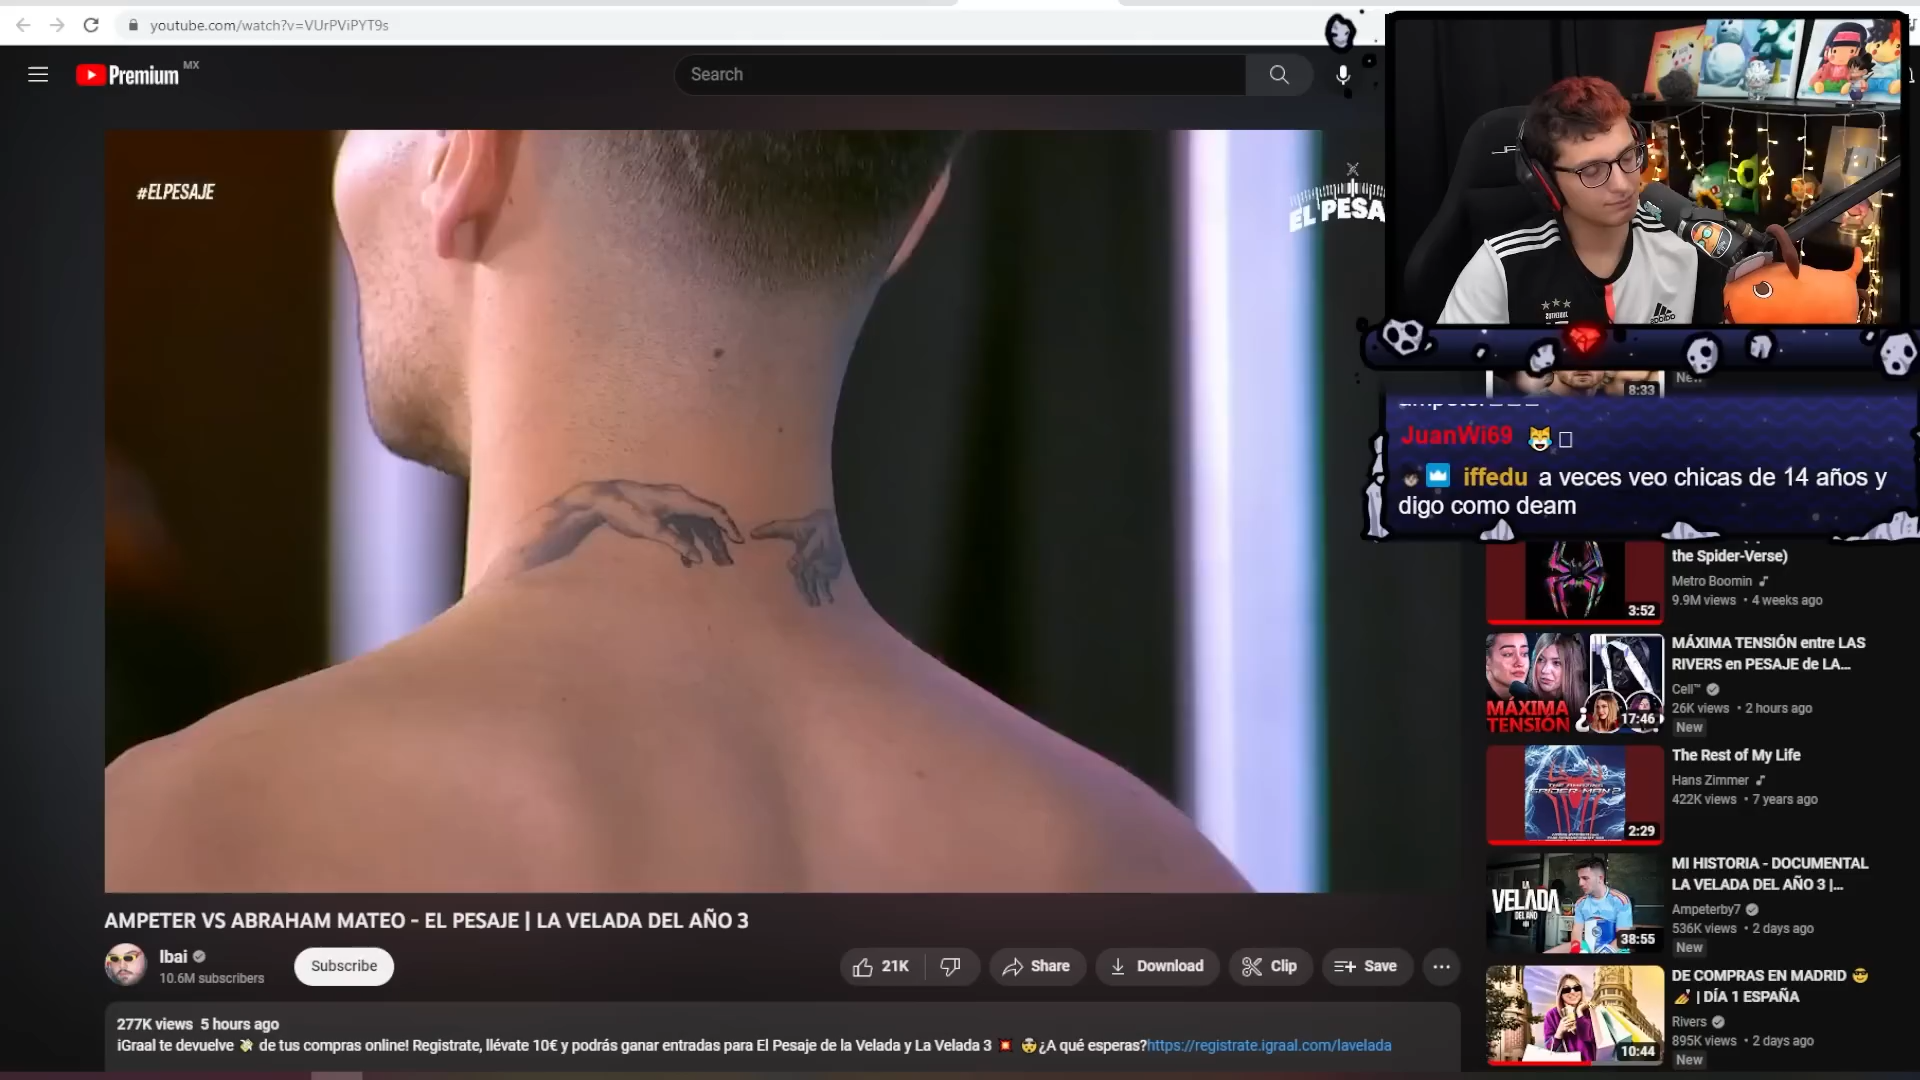 youtube.com/watch?v=VUrPViPYT9s
Premium MX
Search
#ELPESAJE
EL PESA
8:33
New
JuanWi69
iffedu a veces veo chicas de 14 años y
digo como deam
the Spider-Verse)
Metro Boomin
9.9M views • 4 weeks ago
3:52
MÁXIMA TENSIÓN entre LAS
RIVERS en PESAJE de LA...
Cell™
26K views • 2 hours ago
New
MÁXIMA
TENSIÓN
17:46
The Rest of My Life
Hans Zimmer
422K views • 7 years ago
2:29
MI HISTORIA - DOCUMENTAL
LA VELADA DEL AÑO 3 |...
Ampeterby7
536K views • 2 days ago
New
LA
VELADA
DEL AÑO
38:55
DE COMPRAS EN MADRID 😎
💅 | DÍA 1 ESPAÑA
Rivers
895K views • 2 days ago
New
10:44
AMPETER VS ABRAHAM MATEO - EL PESAJE | LA VELADA DEL AÑO 3
Ibai
10.6M subscribers
Subscribe
21K
Share
Download
Clip
Save
277K views 5 hours ago
iGraal te devuelve 💸 de tus compras online! Registrate, llévate 10€ y podrás ganar entradas para El Pesaje de la Velada y La Velada 3 💥 🤯¿A qué esperas?https://registrate.igraal.com/lavelada